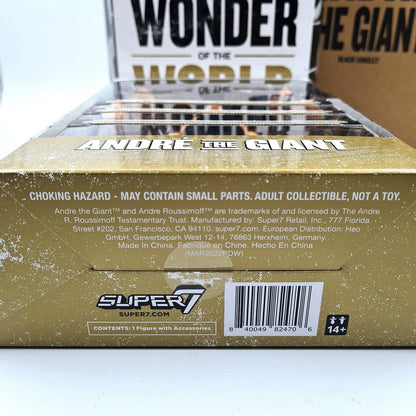 WONDER
OF THE
WORLD
THE GIANT
BLACK SINGLET
ANDRÉ THE GIANT
CHOKING HAZARD - MAY CONTAIN SMALL PARTS. ADULT COLLECTIBLE, NOT A TOY.
Andre the Giant™ and Andre Roussimoff™ are trademarks of and licensed by The Andre
R. Roussimoff Testamentary Trust. Manufactured by: Super7 Retail, Inc., 777 Florida
Street #202, San Francisco, CA 94110, super7.com. European Distribution: Heo
GmbH, Gewerbepark West 12-14, 76863 Herxheim, Germany.
Made In China. Fabriqué en Chine. Hecho En China
(MAR2022PDW)
SUPER7
SUPER7.COM
CONTENTS: 1 Figure with Accessories
8 40049 82470 6
14+